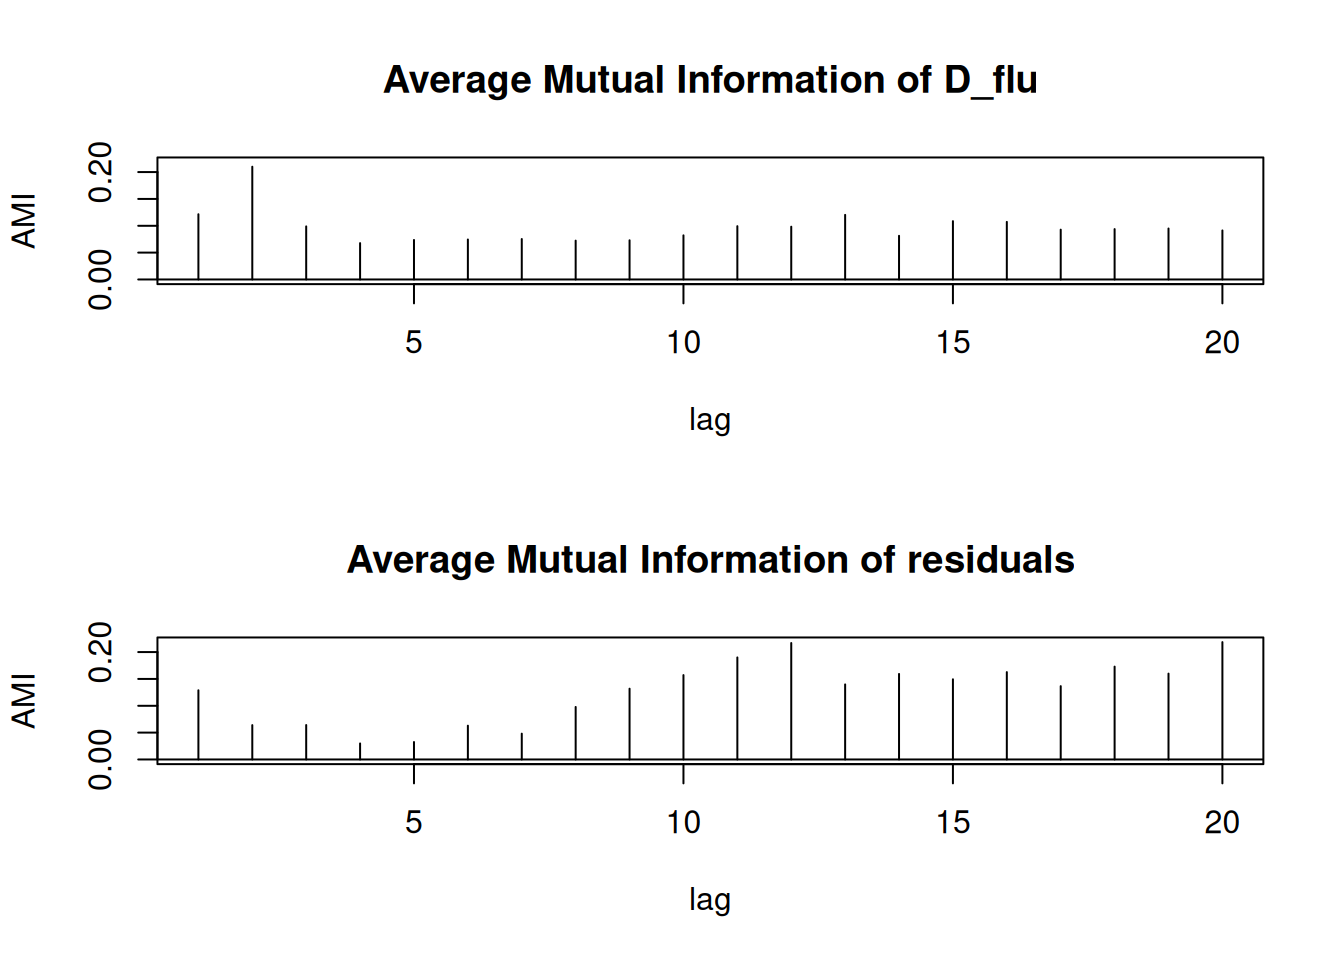 Average Mutual Information of D_flu
AMI
0.20
0.00
5 10 15 20
lag
Average Mutual Information of residuals
AMI
0.20
0.00
5 10 15 20
lag